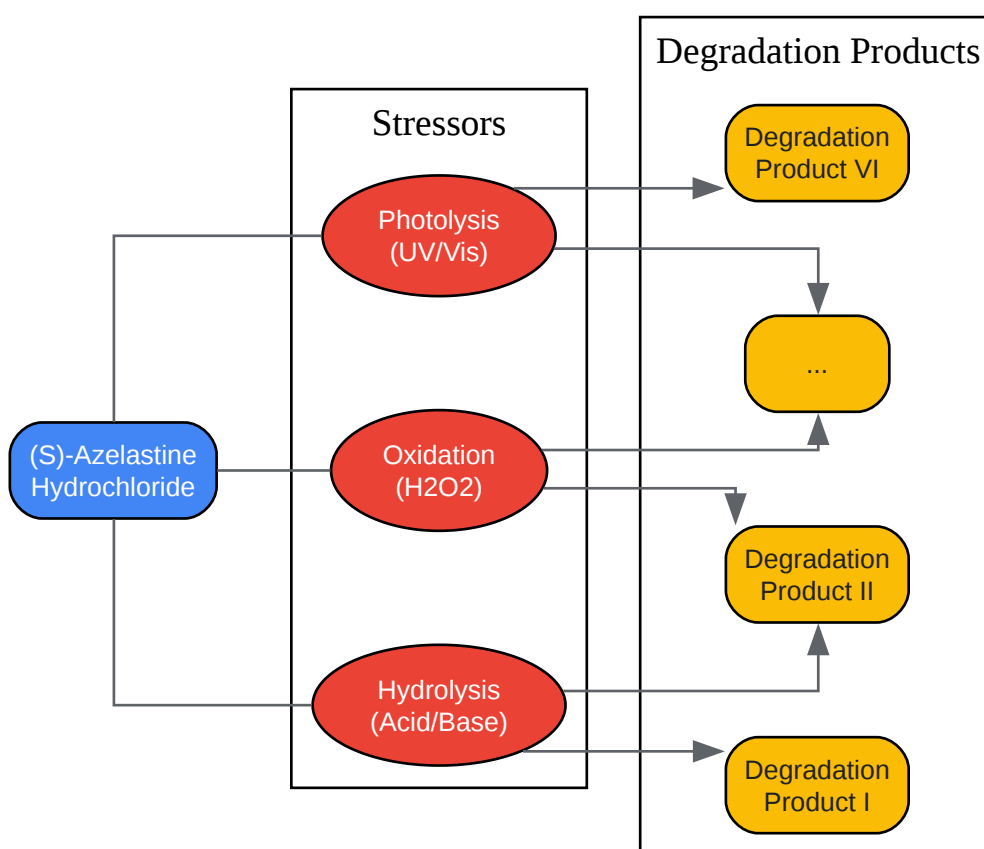 Degradation Products
Stressors
Degradation
Product VI
Photolysis
(UV/Vis)
...
(S)-Azelastine
Hydrochloride
Oxidation
(H2O2)
Degradation
Product II
Hydrolysis
(Acid/Base)
Degradation
Product I